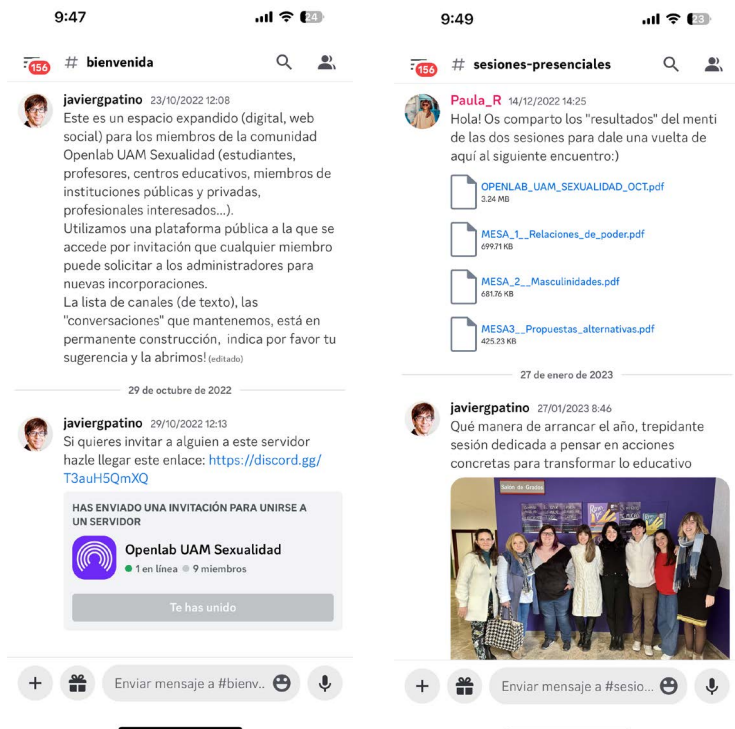 9:47
24
156
# bienvenida
javiergpatino 23/10/2022 12:08
Este es un espacio expandido (digital, web
social) para los miembros de la comunidad
Openlab UAM Sexualidad (estudiantes,
profesores, centros educativos, miembros de
instituciones públicas y privadas,
profesionales interesados...).
Utilizamos una plataforma pública a la que se
accede por invitación que cualquier miembro
puede solicitar a los administradores para
nuevas incorporaciones.
La lista de canales (de texto), las
"conversaciones" que mantenemos, está en
permanente construcción, indica por favor tu
sugerencia y la abrimos! (editado)
29 de octubre de 2022
javiergpatino 29/10/2022 12:13
Si quieres invitar a alguien a este servidor
hazle llegar este enlace: https://discord.gg/
T3auH5QmXQ
HAS ENVIADO UNA INVITACIÓN PARA UNIRSE A
UN SERVIDOR
Openlab UAM Sexualidad
1 en línea 9 miembros
Te has unido
Enviar mensaje a #bienv..
9:49
23
156
# sesiones-presenciales
Paula_R 14/12/2022 14:25
Hola! Os comparto los "resultados" del menti
de las dos sesiones para dale una vuelta de
aquí al siguiente encuentro:)
OPENLAB_UAM_SEXUALIDAD_OCT.pdf
3.24 MB
MESA_1__Relaciones_de_poder.pdf
699.71 KB
MESA_2__Masculinidades.pdf
681.76 KB
MESA3__Propuestas_alternativas.pdf
425.23 KB
27 de enero de 2023
javiergpatino 27/01/2023 8:46
Qué manera de arrancar el año, trepidante
sesión dedicada a pensar en acciones
concretas para transformar lo educativo
Salón de Grados
Enviar mensaje a #sesio...